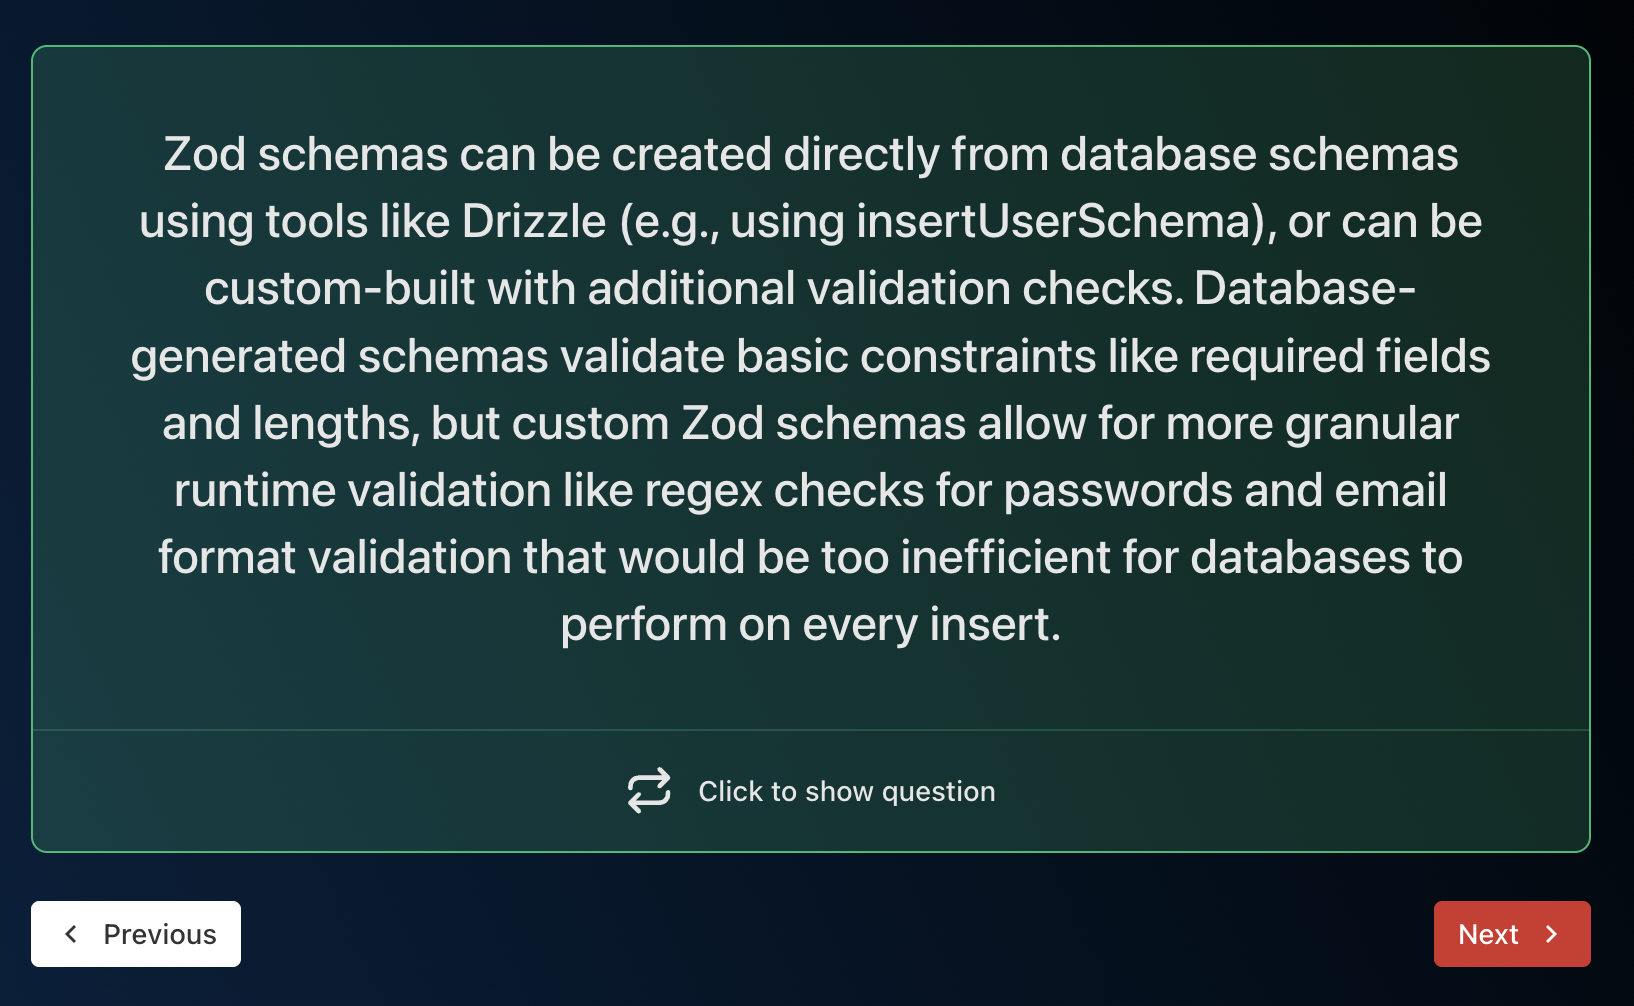 Zod schemas can be created directly from database schemas
using tools like Drizzle (e.g., using insertUserSchema), or can be
custom-built with additional validation checks. Database-
generated schemas validate basic constraints like required fields
and lengths, but custom Zod schemas allow for more granular
runtime validation like regex checks for passwords and email
format validation that would be too inefficient for databases to
perform on every insert.
Click to show question
Previous
Next